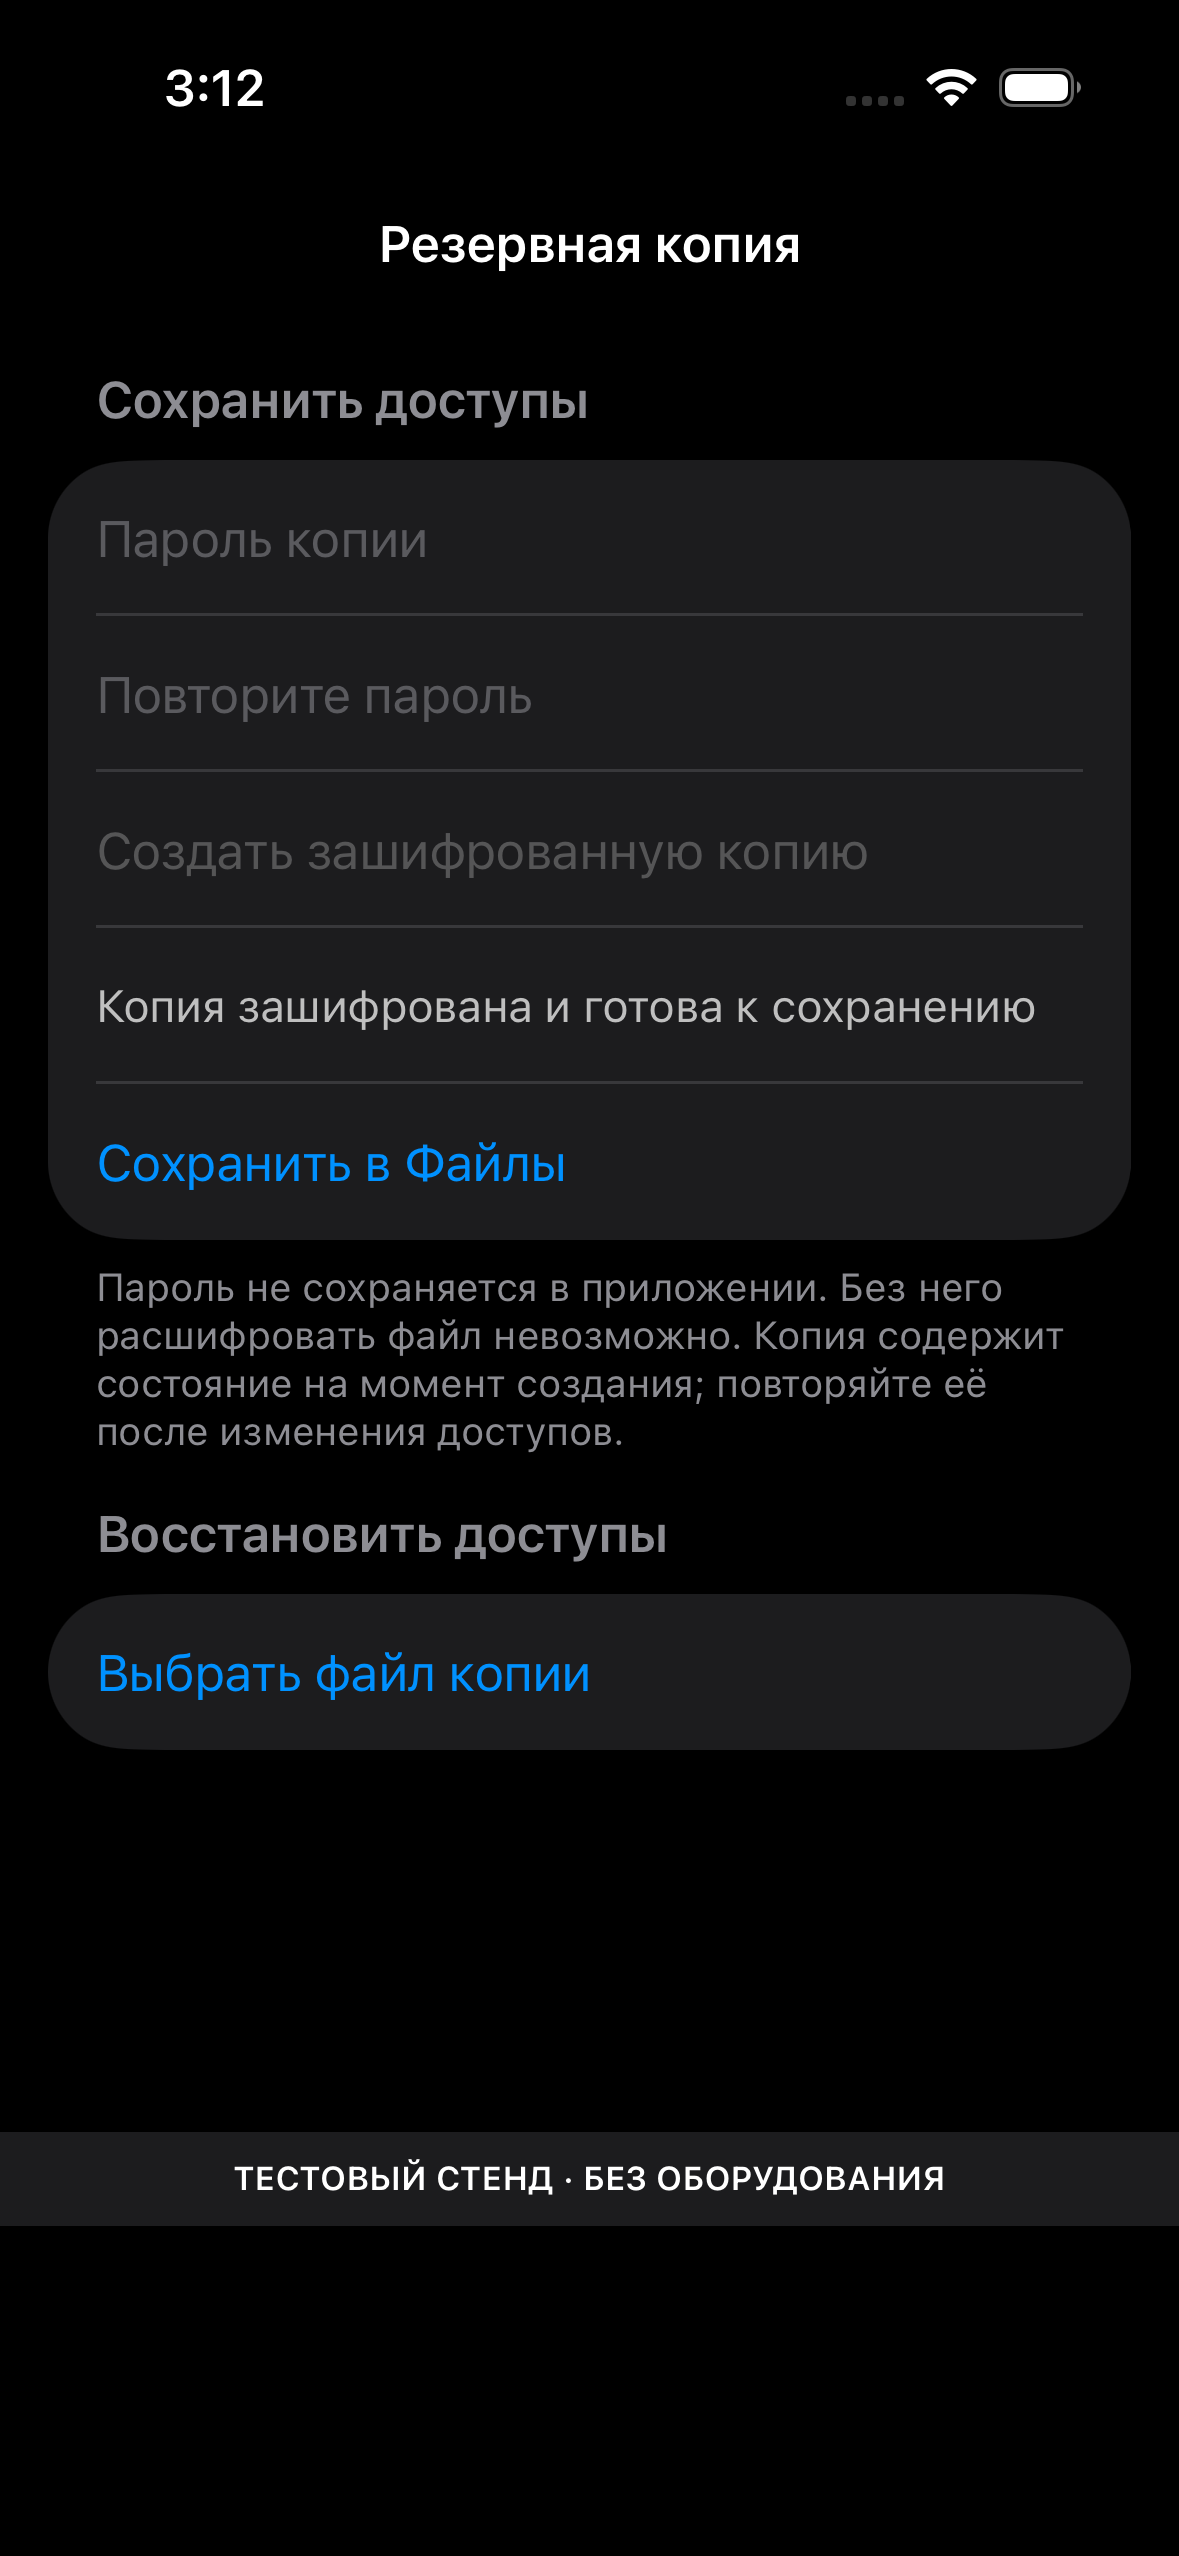 3:12
Резервная копия
Сохранить доступы
Пароль копии
Повторите пароль
Создать зашифрованную копию
Копия зашифрована и готова к сохранению
Сохранить в Файлы
Пароль не сохраняется в приложении. Без него
расшифровать файл невозможно. Копия содержит
состояние на момент создания; повторяйте её
после изменения доступов.
Восстановить доступы
Выбрать файл копии
ТЕСТОВЫЙ СТЕНД · БЕЗ ОБОРУДОВАНИЯ